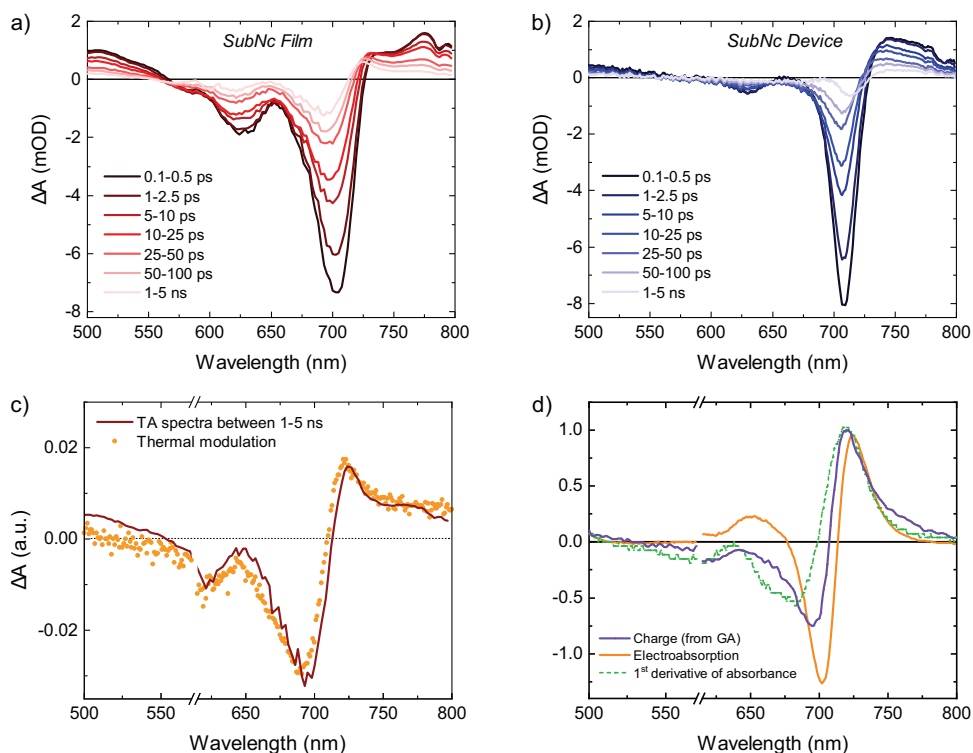 a)
SubNc Film
2
0
-2
-4
-6
-8
ΔA (mOD)
0.1-0.5 ps
1-2.5 ps
5-10 ps
10-25 ps
25-50 ps
50-100 ps
1-5 ns
500 550 600 650 700 750 800
Wavelength (nm)
b)
SubNc Device
2
0
-2
-4
-6
-8
ΔA (mOD)
0.1-0.5 ps
1-2.5 ps
5-10 ps
10-25 ps
25-50 ps
50-100 ps
1-5 ns
500 550 600 650 700 750 800
Wavelength (nm)
c)
TA spectra between 1-5 ns
Thermal modulation
0.02
0.00
-0.02
ΔA (a.u.)
500 550 650 700 750 800
Wavelength (nm)
d)
1.0
0.5
0.0
-0.5
-1.0
Charge (from GA)
Electroabsorption
1st derivative of absorbance
500 550 650 700 750 800
Wavelength (nm)